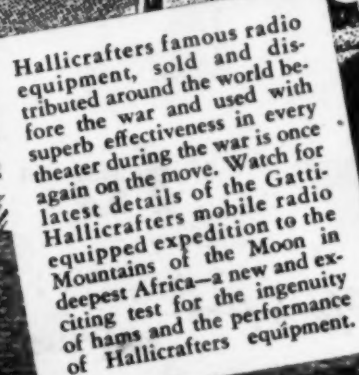 Hallicrafters famous radio
equipment, sold and dis-
tributed around the world be-
fore the war and used with
superb effectiveness in every
theater during the war is once
again on the move. Watch for
latest details of the Gatti-
Hallicrafters mobile radio
equipped expedition to the
Mountains of the Moon in
deepest Africa—a new and ex-
citing test for the ingenuity
of hams and the performance
of Hallicrafters equipment.